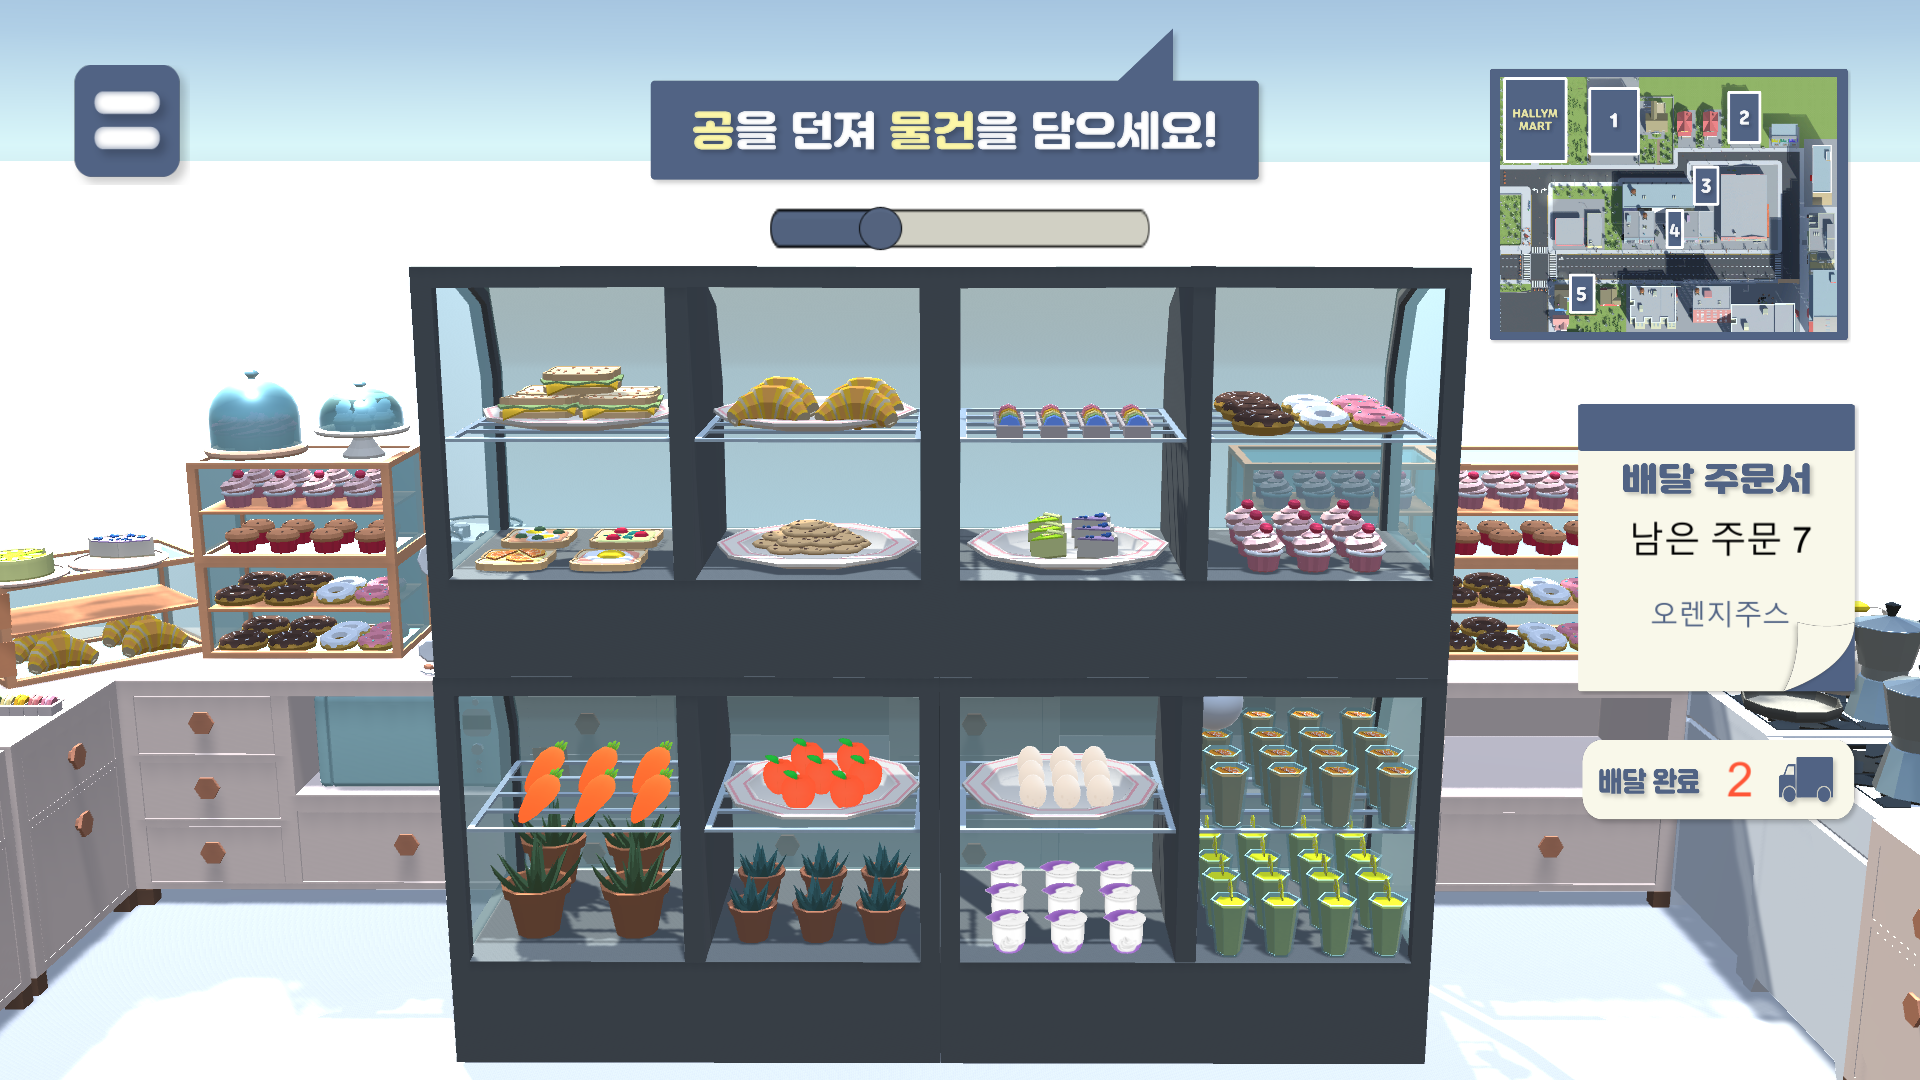 공을 던져 물건을 담으세요!
HALLYM
MART
1
2
3
4
5
배달 주문서
남은 주문 7
오렌지주스
배달 완료 2